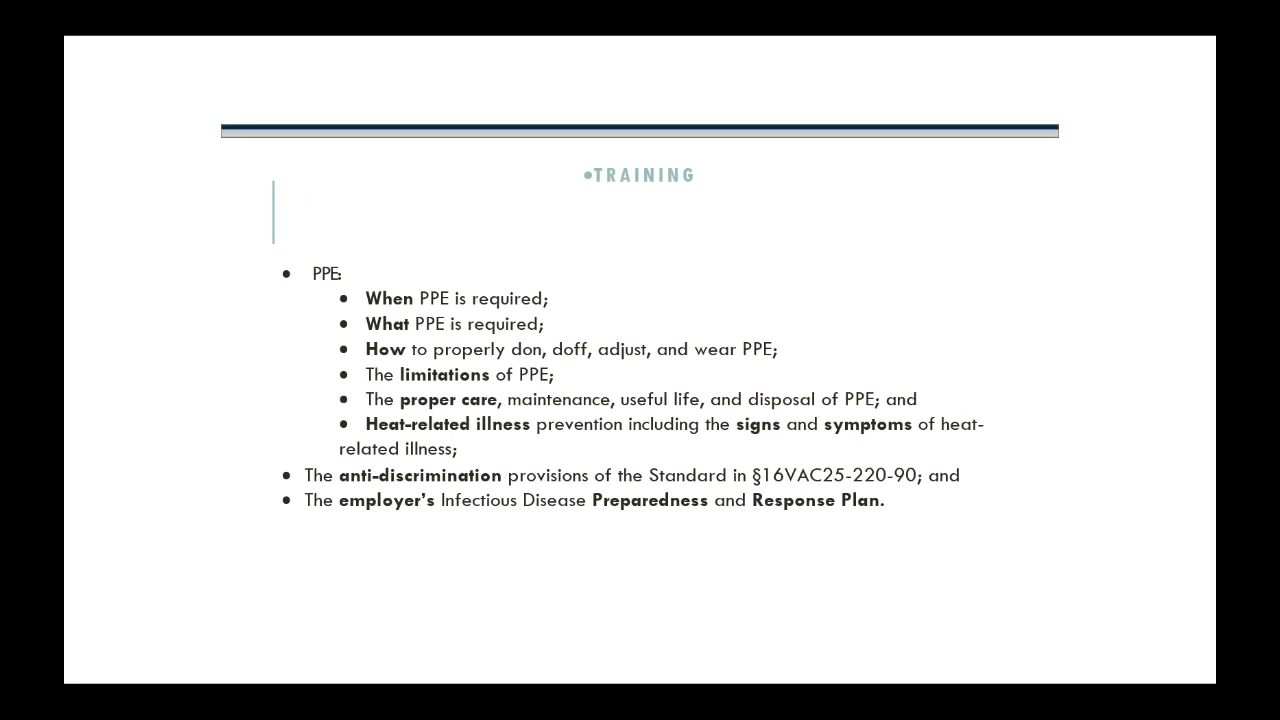 •TRAINING
• PPE:
• When PPE is required;
• What PPE is required;
• How to properly don, doff, adjust, and wear PPE;
• The limitations of PPE;
• The proper care, maintenance, useful life, and disposal of PPE; and
• Heat-related illness prevention including the signs and symptoms of heat-
related illness;
• The anti-discrimination provisions of the Standard in §16VAC25-220-90; and
• The employer’s Infectious Disease Preparedness and Response Plan.